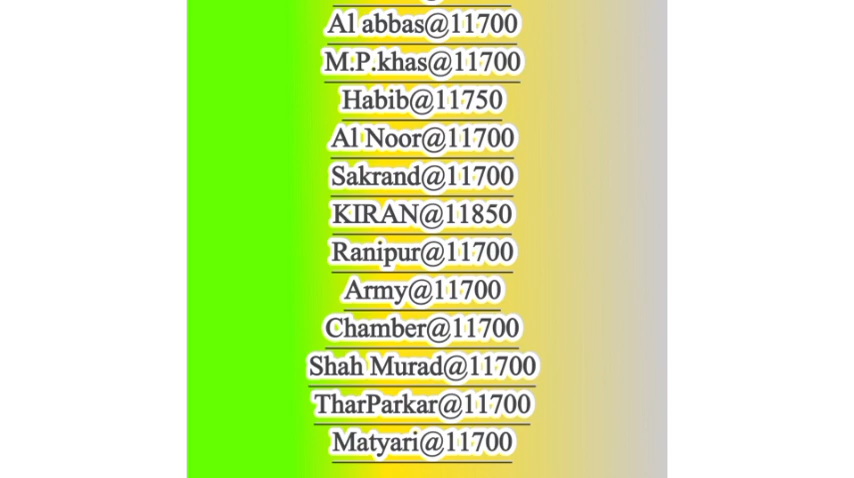 Al abbas@11700
M.P.khas@11700
Habib@11750
Al Noor@11700
Sakrand@11700
KIRAN@11850
Ranipur@11700
Army@11700
Chamber@11700
Shah Murad@11700
TharParkar@11700
Matyari@11700